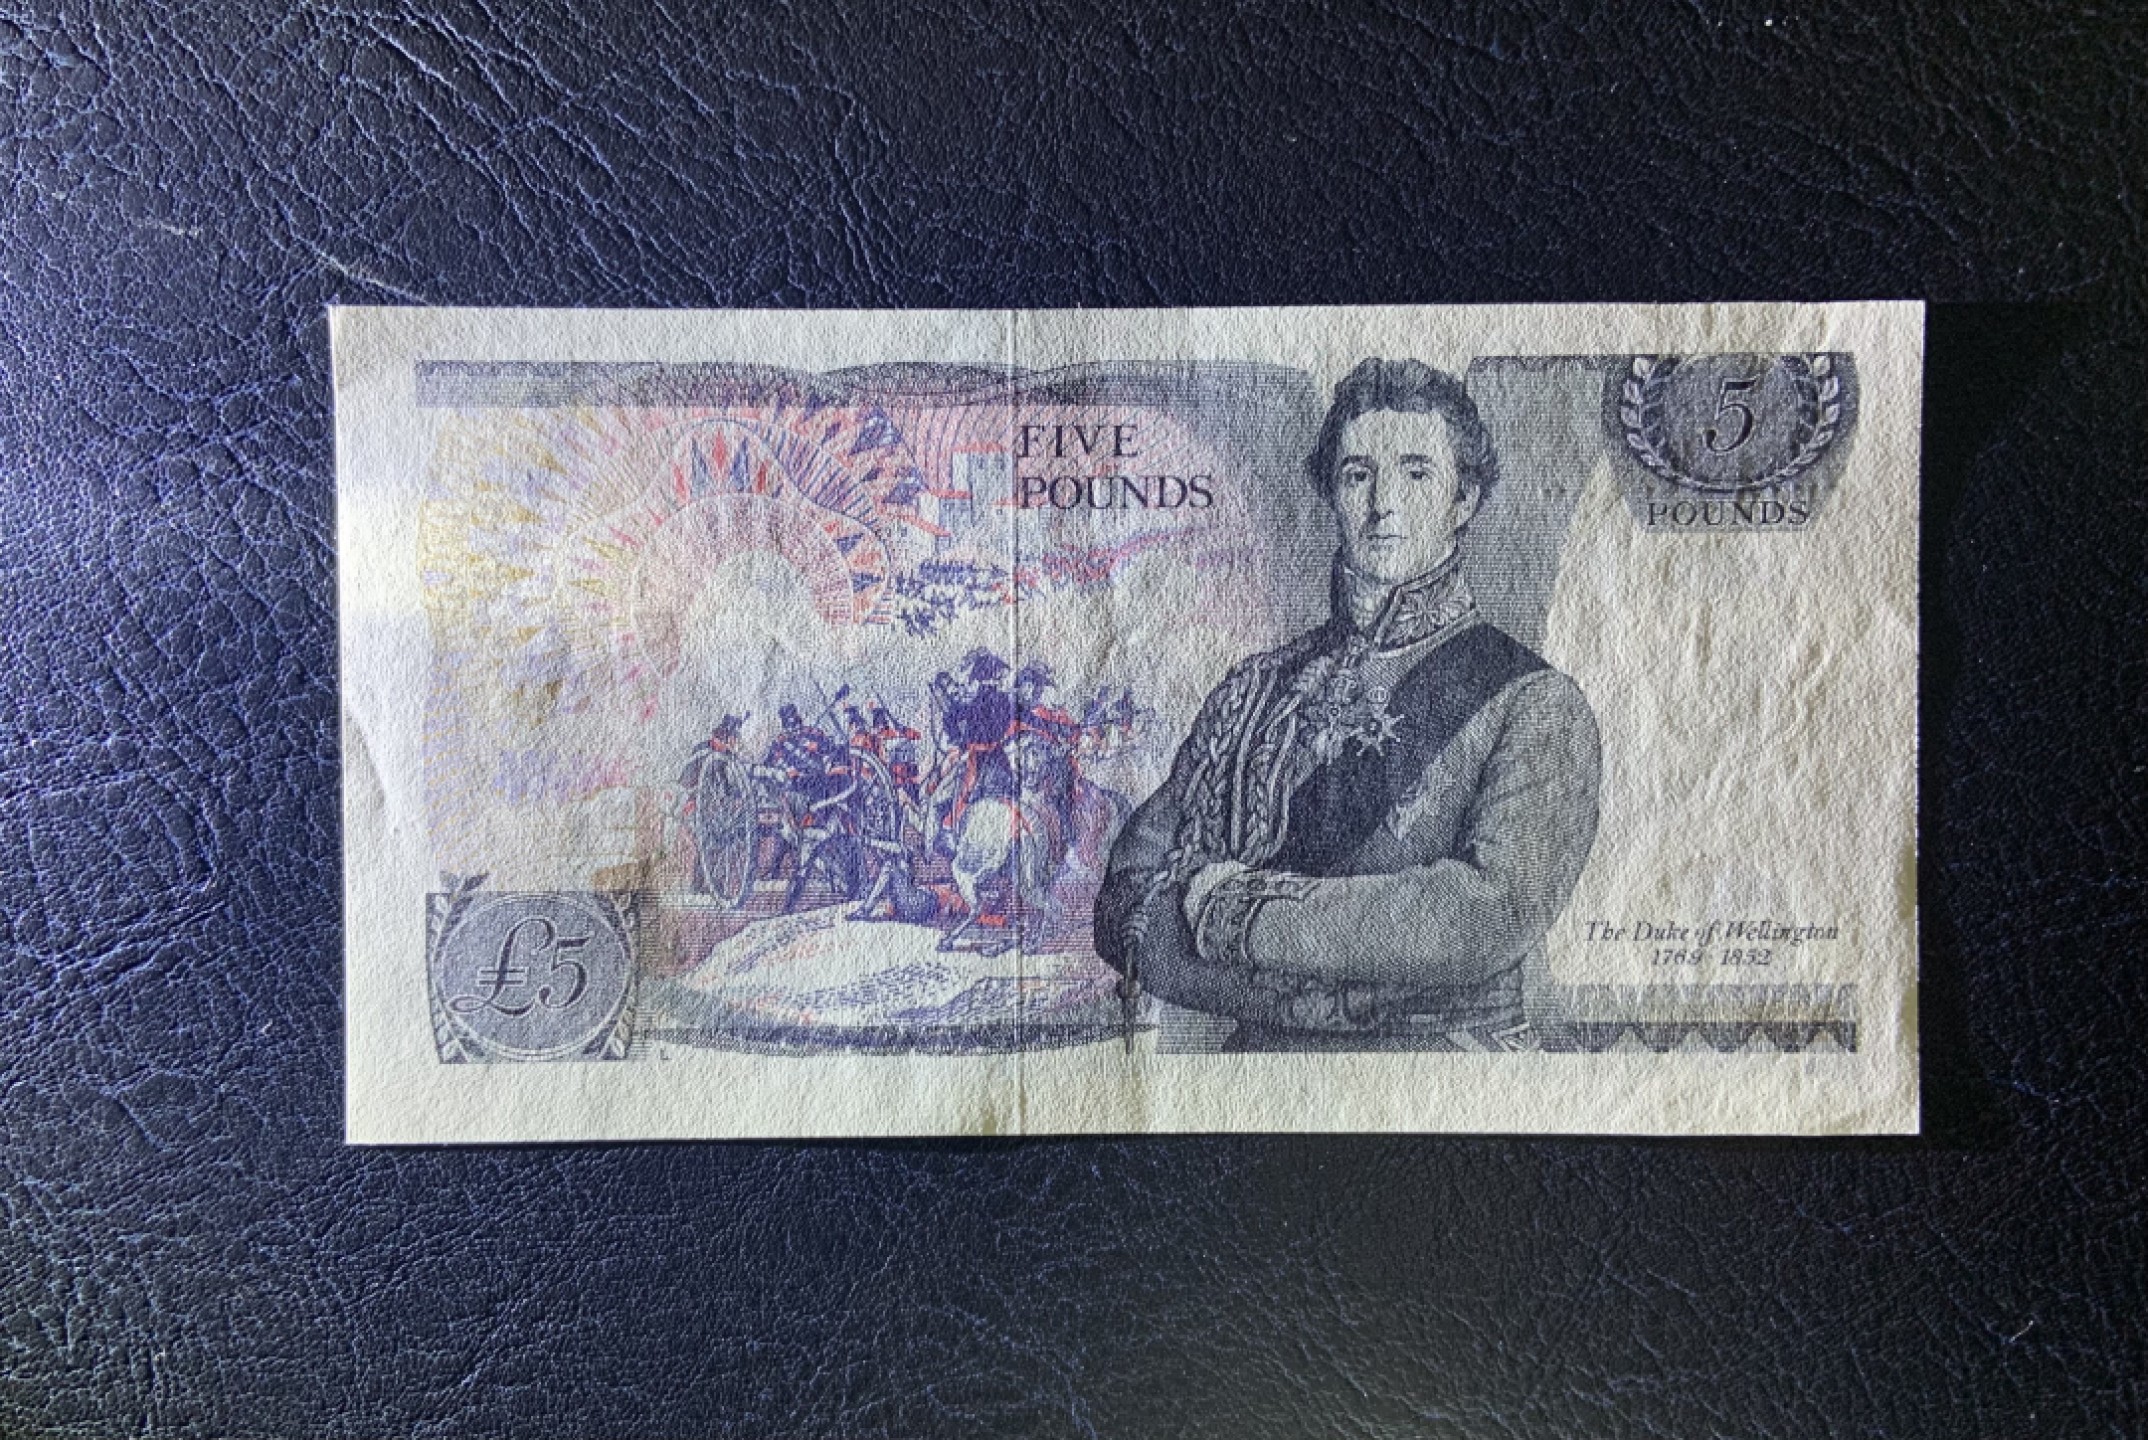 FIVE
POUNDS
5
POUNDS
£5
The Duke of Wellington
1769-1852
L